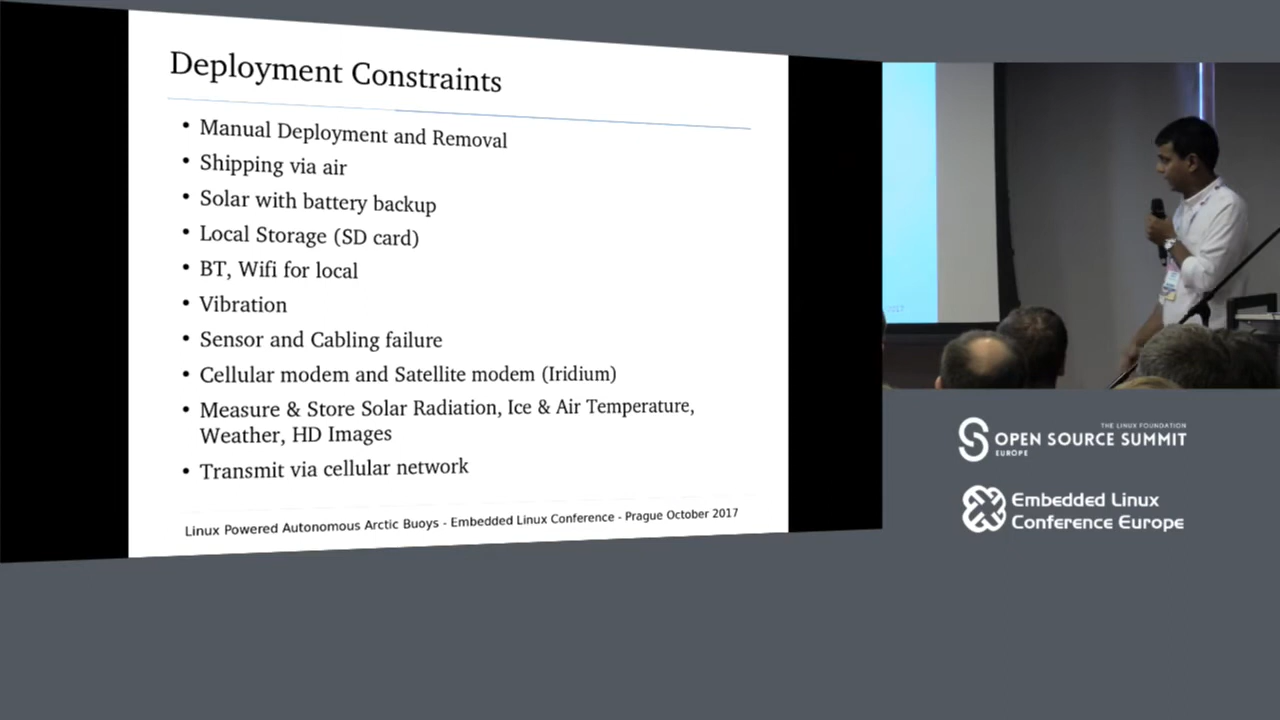 Deployment Constraints
• Manual Deployment and Removal
• Shipping via air
• Solar with battery backup
• Local Storage (SD card)
• BT, Wifi for local
• Vibration
• Sensor and Cabling failure
• Cellular modem and Satellite modem (Iridium)
• Measure & Store Solar Radiation, Ice & Air Temperature,
Weather, HD Images
• Transmit via cellular network
Linux Powered Autonomous Arctic Buoys - Embedded Linux Conference - Prague October 2017
THE LINUX FOUNDATION
OPEN SOURCE SUMMIT
EUROPE
Embedded Linux
Conference Europe